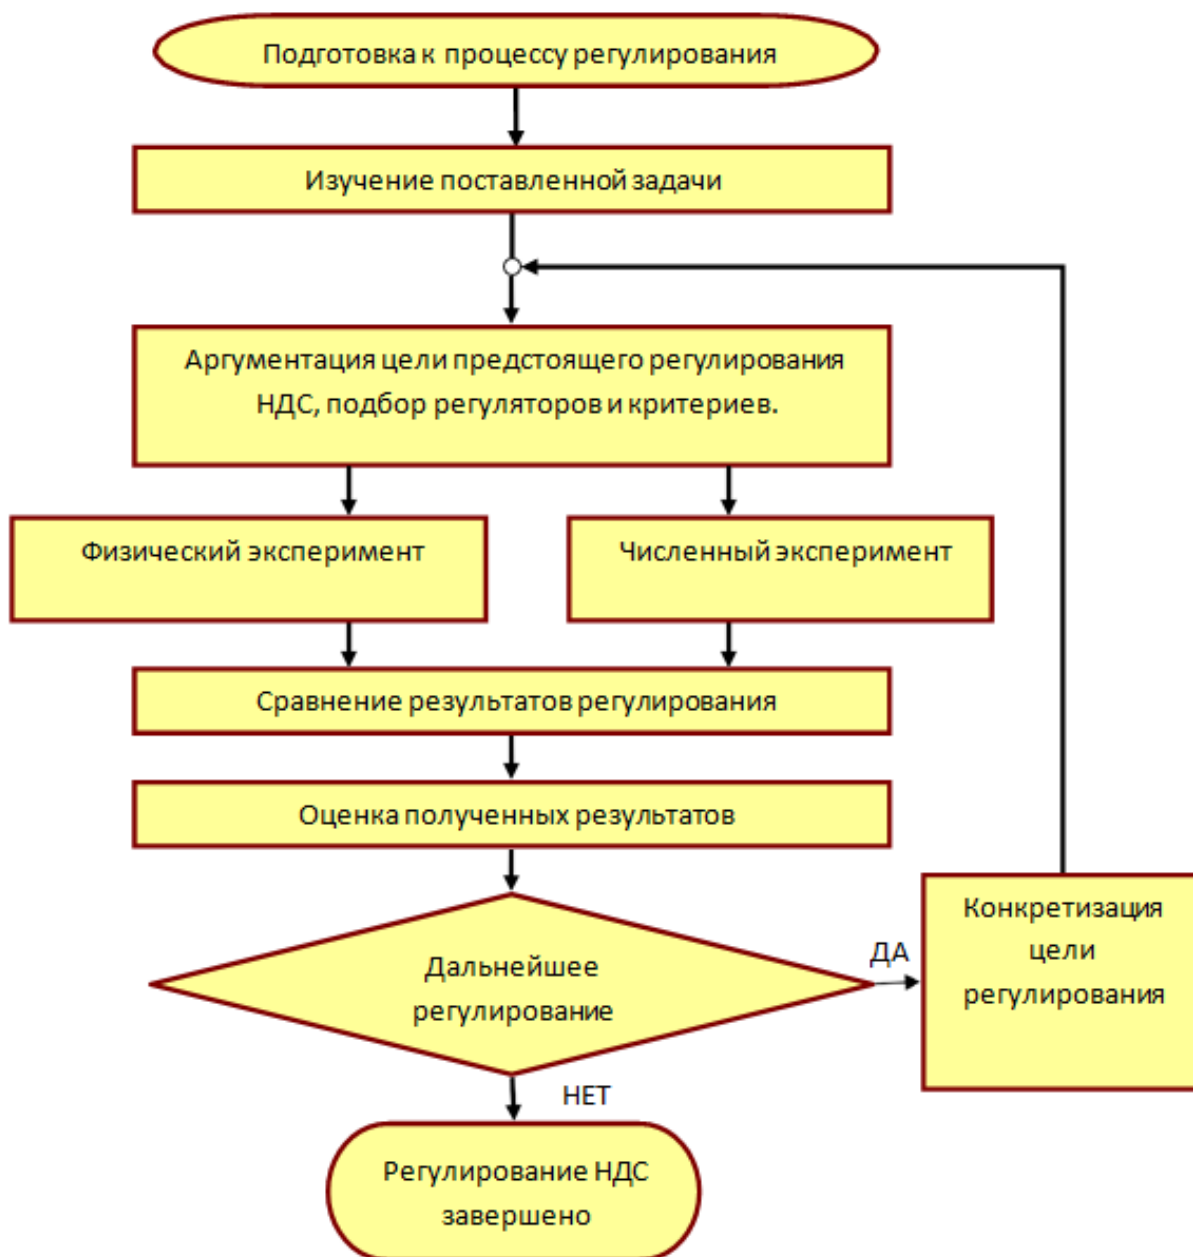 Подготовка к процессу регулирования
Изучение поставленной задачи
Аргументация цели предстоящего регулирования
НДС, подбор регуляторов и критериев.
Физический эксперимент
Численный эксперимент
Сравнение результатов регулирования
Оценка полученных результатов
Дальнейшее
регулирование
ДА
Конкретизация
цели
регулирования
НЕТ
Регулирование НДС
завершено